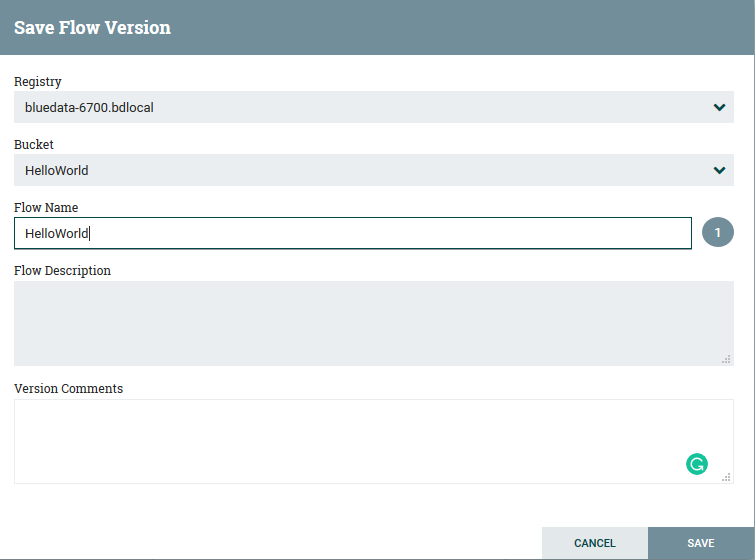 Save Flow Version
Registry
bluedata-6700.bdlocal
Bucket
HelloWorld
Flow Name
HelloWorld
1
Flow Description
Version Comments
CANCEL
SAVE